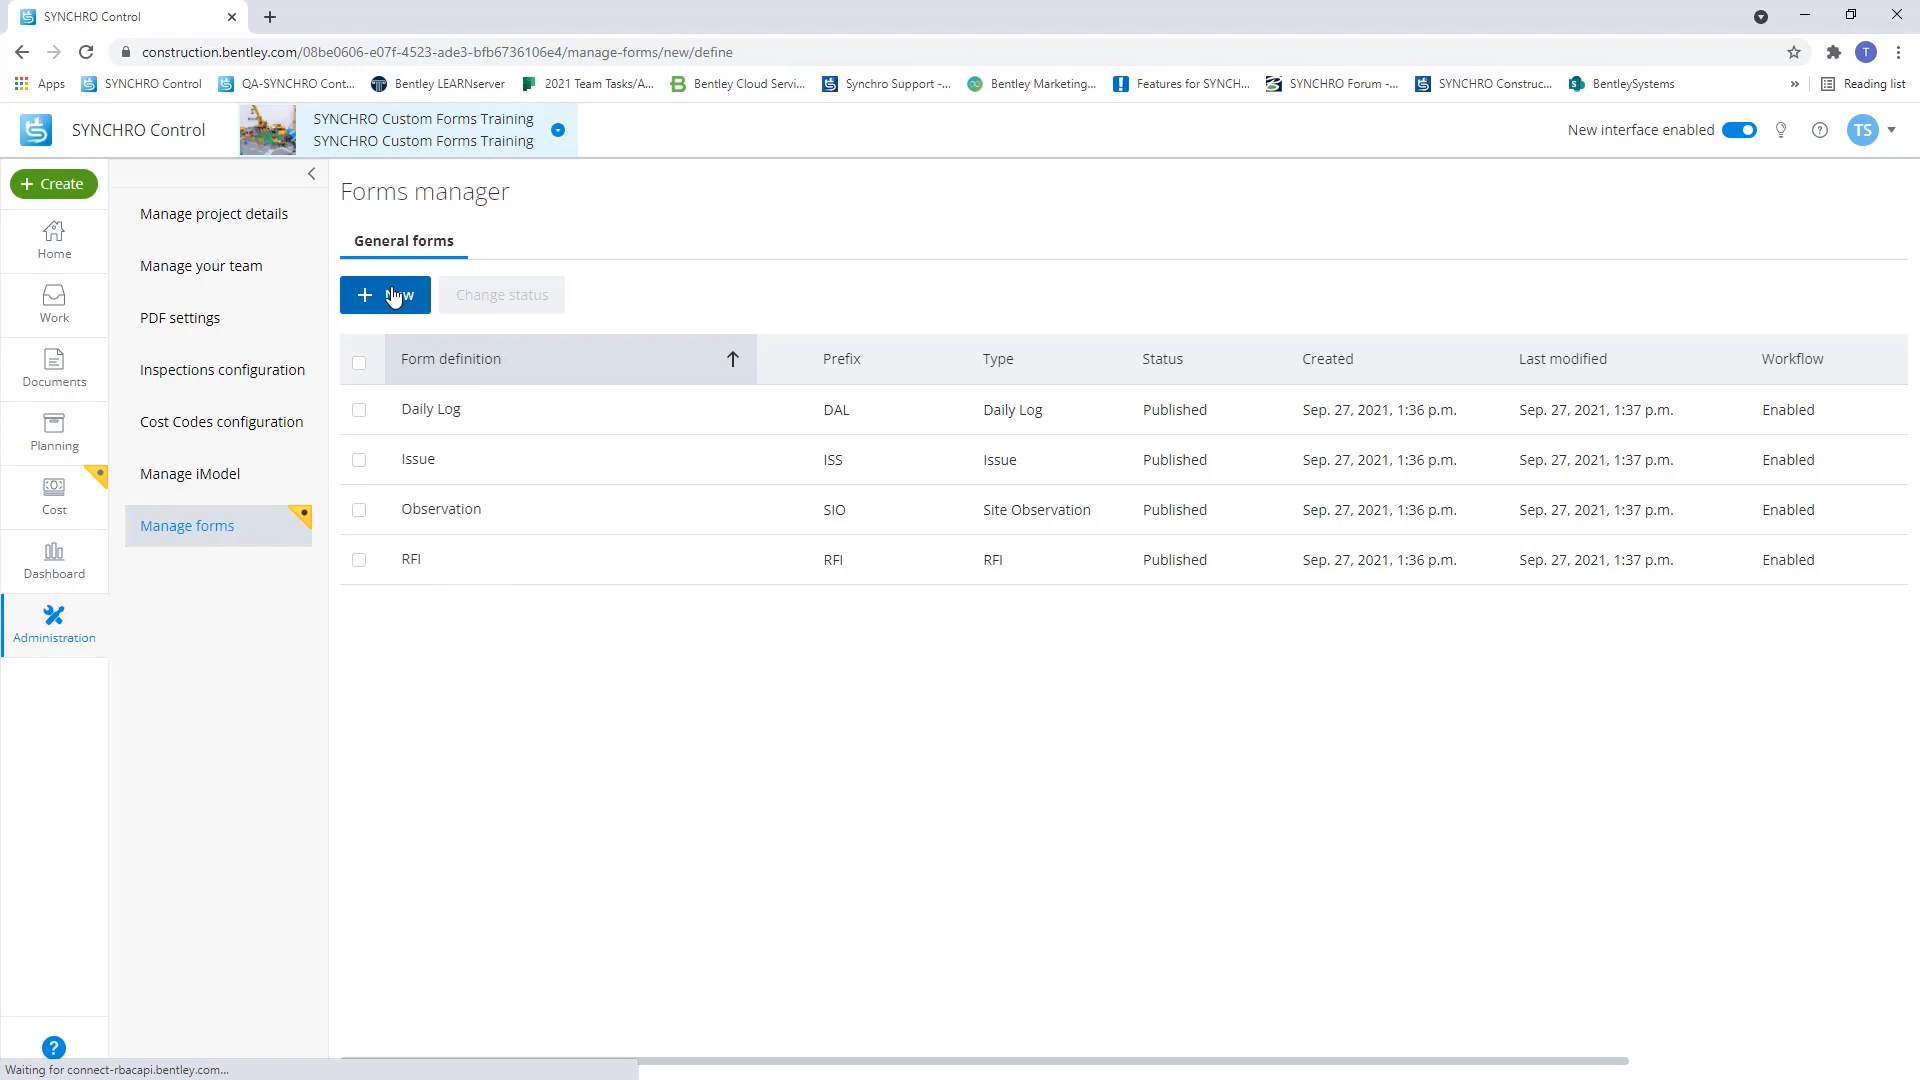 SYNCHRO Control
construction.bentley.com/08be0606-e07f-4523-ade3-bfb6736106e4/manage-forms/new/define
T
Apps
SYNCHRO Control
QA-SYNCHRO Cont...
Bentley LEARNserver
2021 Team Tasks/A...
Bentley Cloud Servi...
Synchro Support -...
Bentley Marketing...
Features for SYNCH...
SYNCHRO Forum -...
SYNCHRO Construc...
BentleySystems
»
Reading list
SYNCHRO Control
SYNCHRO Custom Forms Training
SYNCHRO Custom Forms Training
New interface enabled
TS
+ Create
Home
Work
Documents
Planning
Cost
Dashboard
Administration
Manage project details
Manage your team
PDF settings
Inspections configuration
Cost Codes configuration
Manage iModel
Manage forms
Forms manager
General forms
Change status
Form definition Prefix Type Status Created Last modified Workflow
Daily Log DAL Daily Log Published Sep. 27, 2021, 1:36 p.m. Sep. 27, 2021, 1:37 p.m. Enabled
Issue ISS Issue Published Sep. 27, 2021, 1:36 p.m. Sep. 27, 2021, 1:37 p.m. Enabled
Observation SIO Site Observation Published Sep. 27, 2021, 1:36 p.m. Sep. 27, 2021, 1:37 p.m. Enabled
RFI RFI RFI Published Sep. 27, 2021, 1:36 p.m. Sep. 27, 2021, 1:37 p.m. Enabled
?
Waiting for connect-rbacapi.bentley.com...